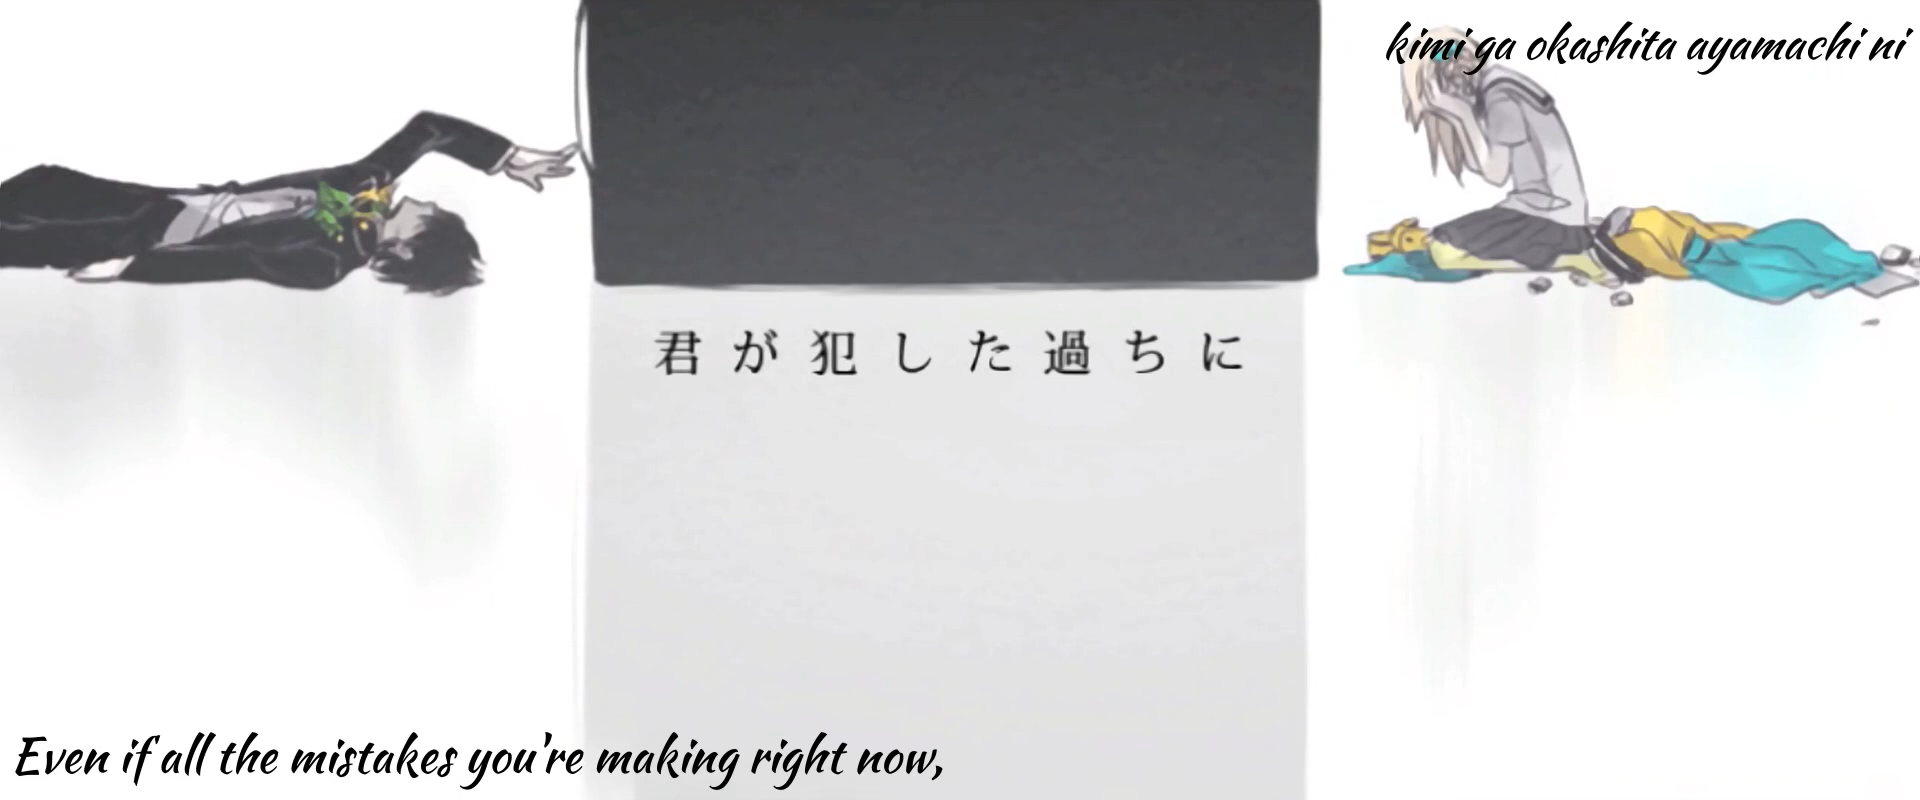 kimi ga okashita ayamachi ni
君が犯した過ちに
Even if all the mistakes you're making right now,